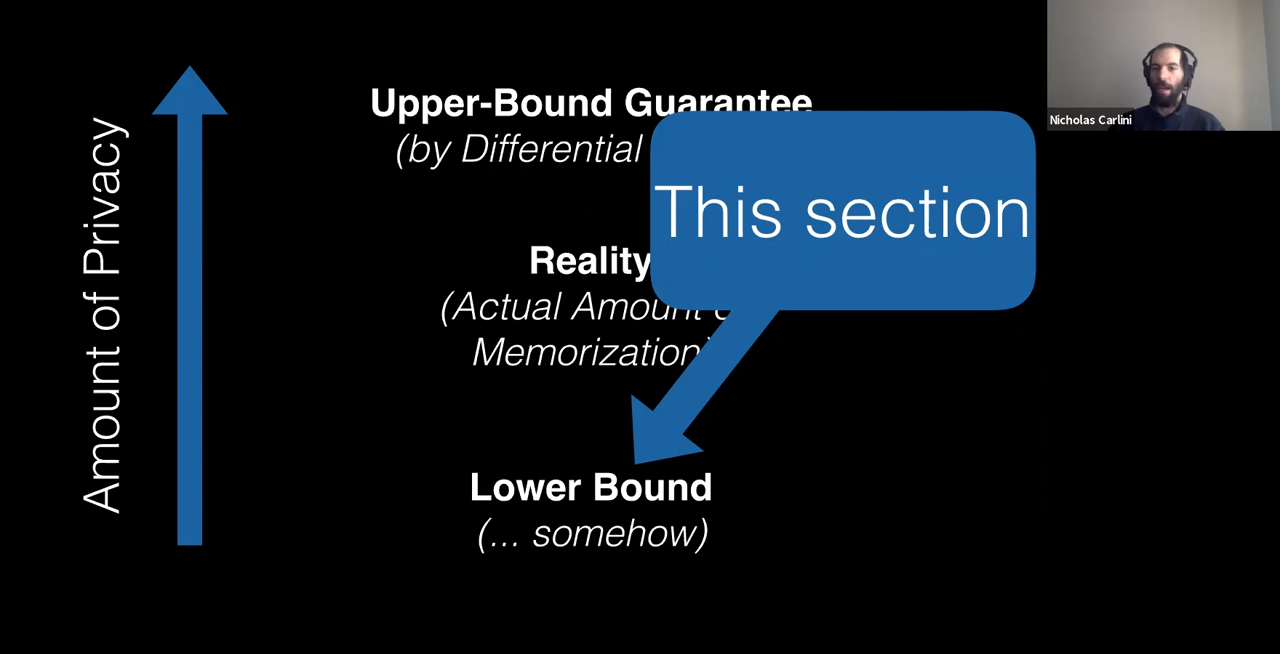 Upper-Bound Guarantee
(by Differential
This section
Reality
(Actual Amount
Memorization)
Lower Bound
(... somehow)
Amount of Privacy
Nicholas Carlini